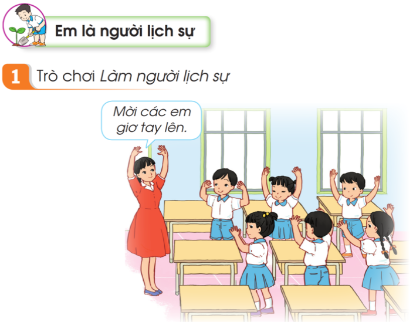 Em là người lịch sự
1 Trò chơi Làm người lịch sự
Mời các em
giơ tay lên.